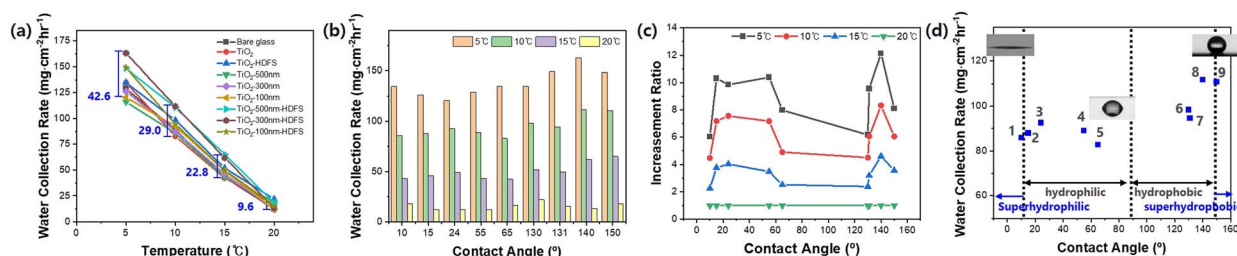 (a)
Water Collection Rate (mg·cm⁻²hr⁻¹)
175
150
125
100
75
50
25
0
42.6
29.0
22.8
9.6
Bare glass
TiO₂
TiO₂-HDFS
TiO₂-500nm
TiO₂-300nm
TiO₂-100nm
TiO₂-500nm-HDFS
TiO₂-300nm-HDFS
TiO₂-100nm-HDFS
0 5 10 15 20
Temperature (℃)
(b)
Water Collection Rate (mg·cm⁻²hr⁻¹)
150
100
50
0
5℃ 10℃ 15℃ 20℃
10 15 24 55 65 130 131 140 150
Contact Angle (º)
(c)
Increasement Ratio
14
12
10
8
6
4
2
0
5℃ 10℃ 15℃ 20℃
0 20 40 60 80 100 120 140 160
Contact Angle (º)
(d)
Water Collection Rate (mg·cm⁻²hr⁻¹)
120
100
80
60
1
2
3
4
5
6
7
8
9
hydrophilic
hydrophobic
Superhydrophilic
superhydrophobic
0 20 40 60 80 100 120 140 160
Contact Angle (º)